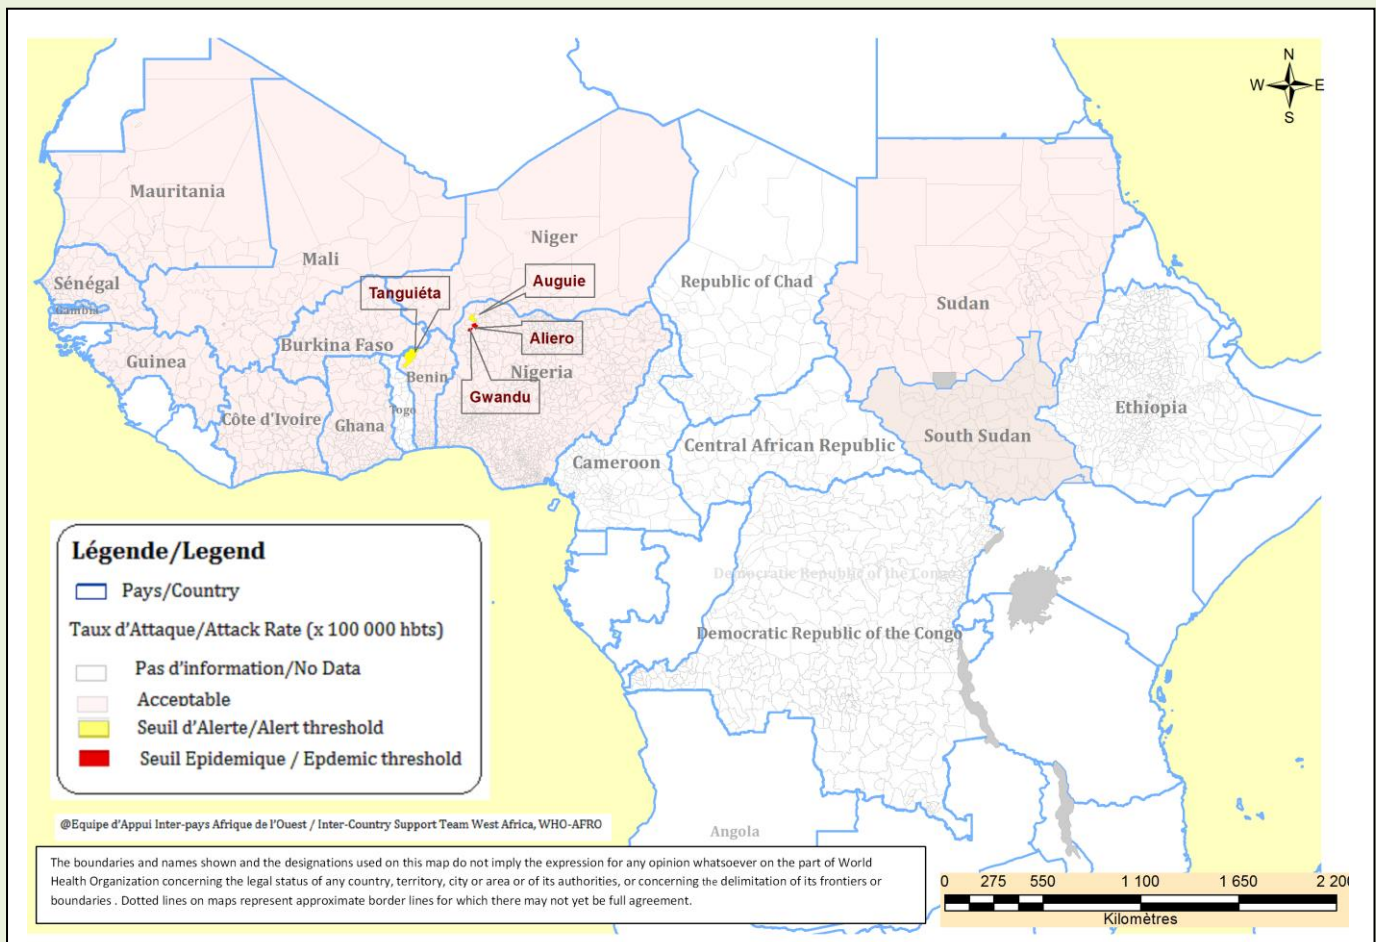 N
W E
S
Mauritania
Mali
Niger
Republic of Chad
Sudan
Sénégal
Gambia
Tanguiéta
Auguie
Aliero
Gwandu
Burkina Faso
Guinea
Benin
Nigeria
Togo
Côte d'Ivoire
Ghana
Cameroon
Central African Republic
South Sudan
Ethiopia
Democratic Republic of the Congo
Democratic Republic of the Congo
Angola
Légende/Legend
Pays/Country
Taux d'Attaque/Attack Rate (x 100 000 hbts)
Pas d'information/No Data
Acceptable
Seuil d'Alerte/Alert threshold
Seuil Epidemique / Epdemic threshold
@Equipe d'Appui Inter-pays Afrique de l'Ouest / Inter-Country Support Team West Africa, WHO-AFRO
The boundaries and names shown and the designations used on this map do not imply the expression for any opinion whatsoever on the part of World
Health Organization concerning the legal status of any country, territory, city or area or of its authorities, or concerning the delimitation of its frontiers or
boundaries . Dotted lines on maps represent approximate border lines for which there may not yet be full agreement.
0 275 550 1 100 1 650 2 20
Kilomètres